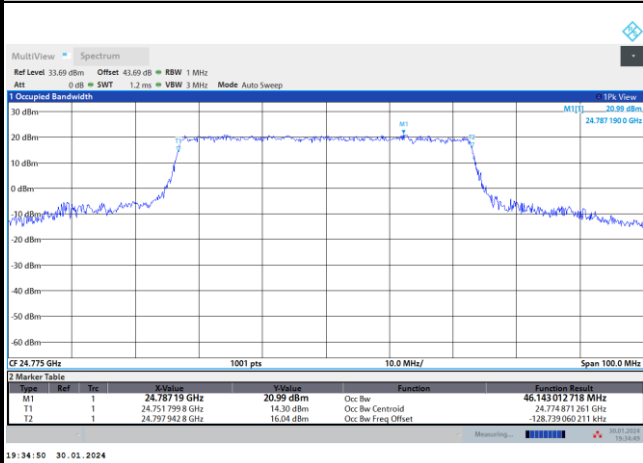 MultiView Spectrum
Ref Level 33.69 dBm Offset 43.69 dB RBW 1 MHz
Att 0 dB SWT 1.2 ms VBW 3 MHz Mode Auto Sweep
1 Occupied Bandwidth 1Pk View
M1[1] 20.99 dBm
24.787 190 0 GHz
30 dBm
M1
20 dBm
T1 T2
10 dBm
0 dBm
-10 dBm
-20 dBm
-30 dBm
-40 dBm
-50 dBm
-60 dBm
CF 24.775 GHz 1001 pts 10.0 MHz/ Span 100.0 MHz
2 Marker Table
Type Ref Trc X-Value Y-Value Function Function Result
M1 1 24.787 19 GHz 20.99 dBm Occ Bw 46.143 012 718 MHz
T1 1 24.751 799 8 GHz 14.30 dBm Occ Bw Centroid 24.774 871 261 GHz
T2 1 24.797 942 8 GHz 16.04 dBm Occ Bw Freq Offset -128.739 060 211 kHz
Measuring... 30.01.2024
19:34:49
19:34:50 30.01.2024